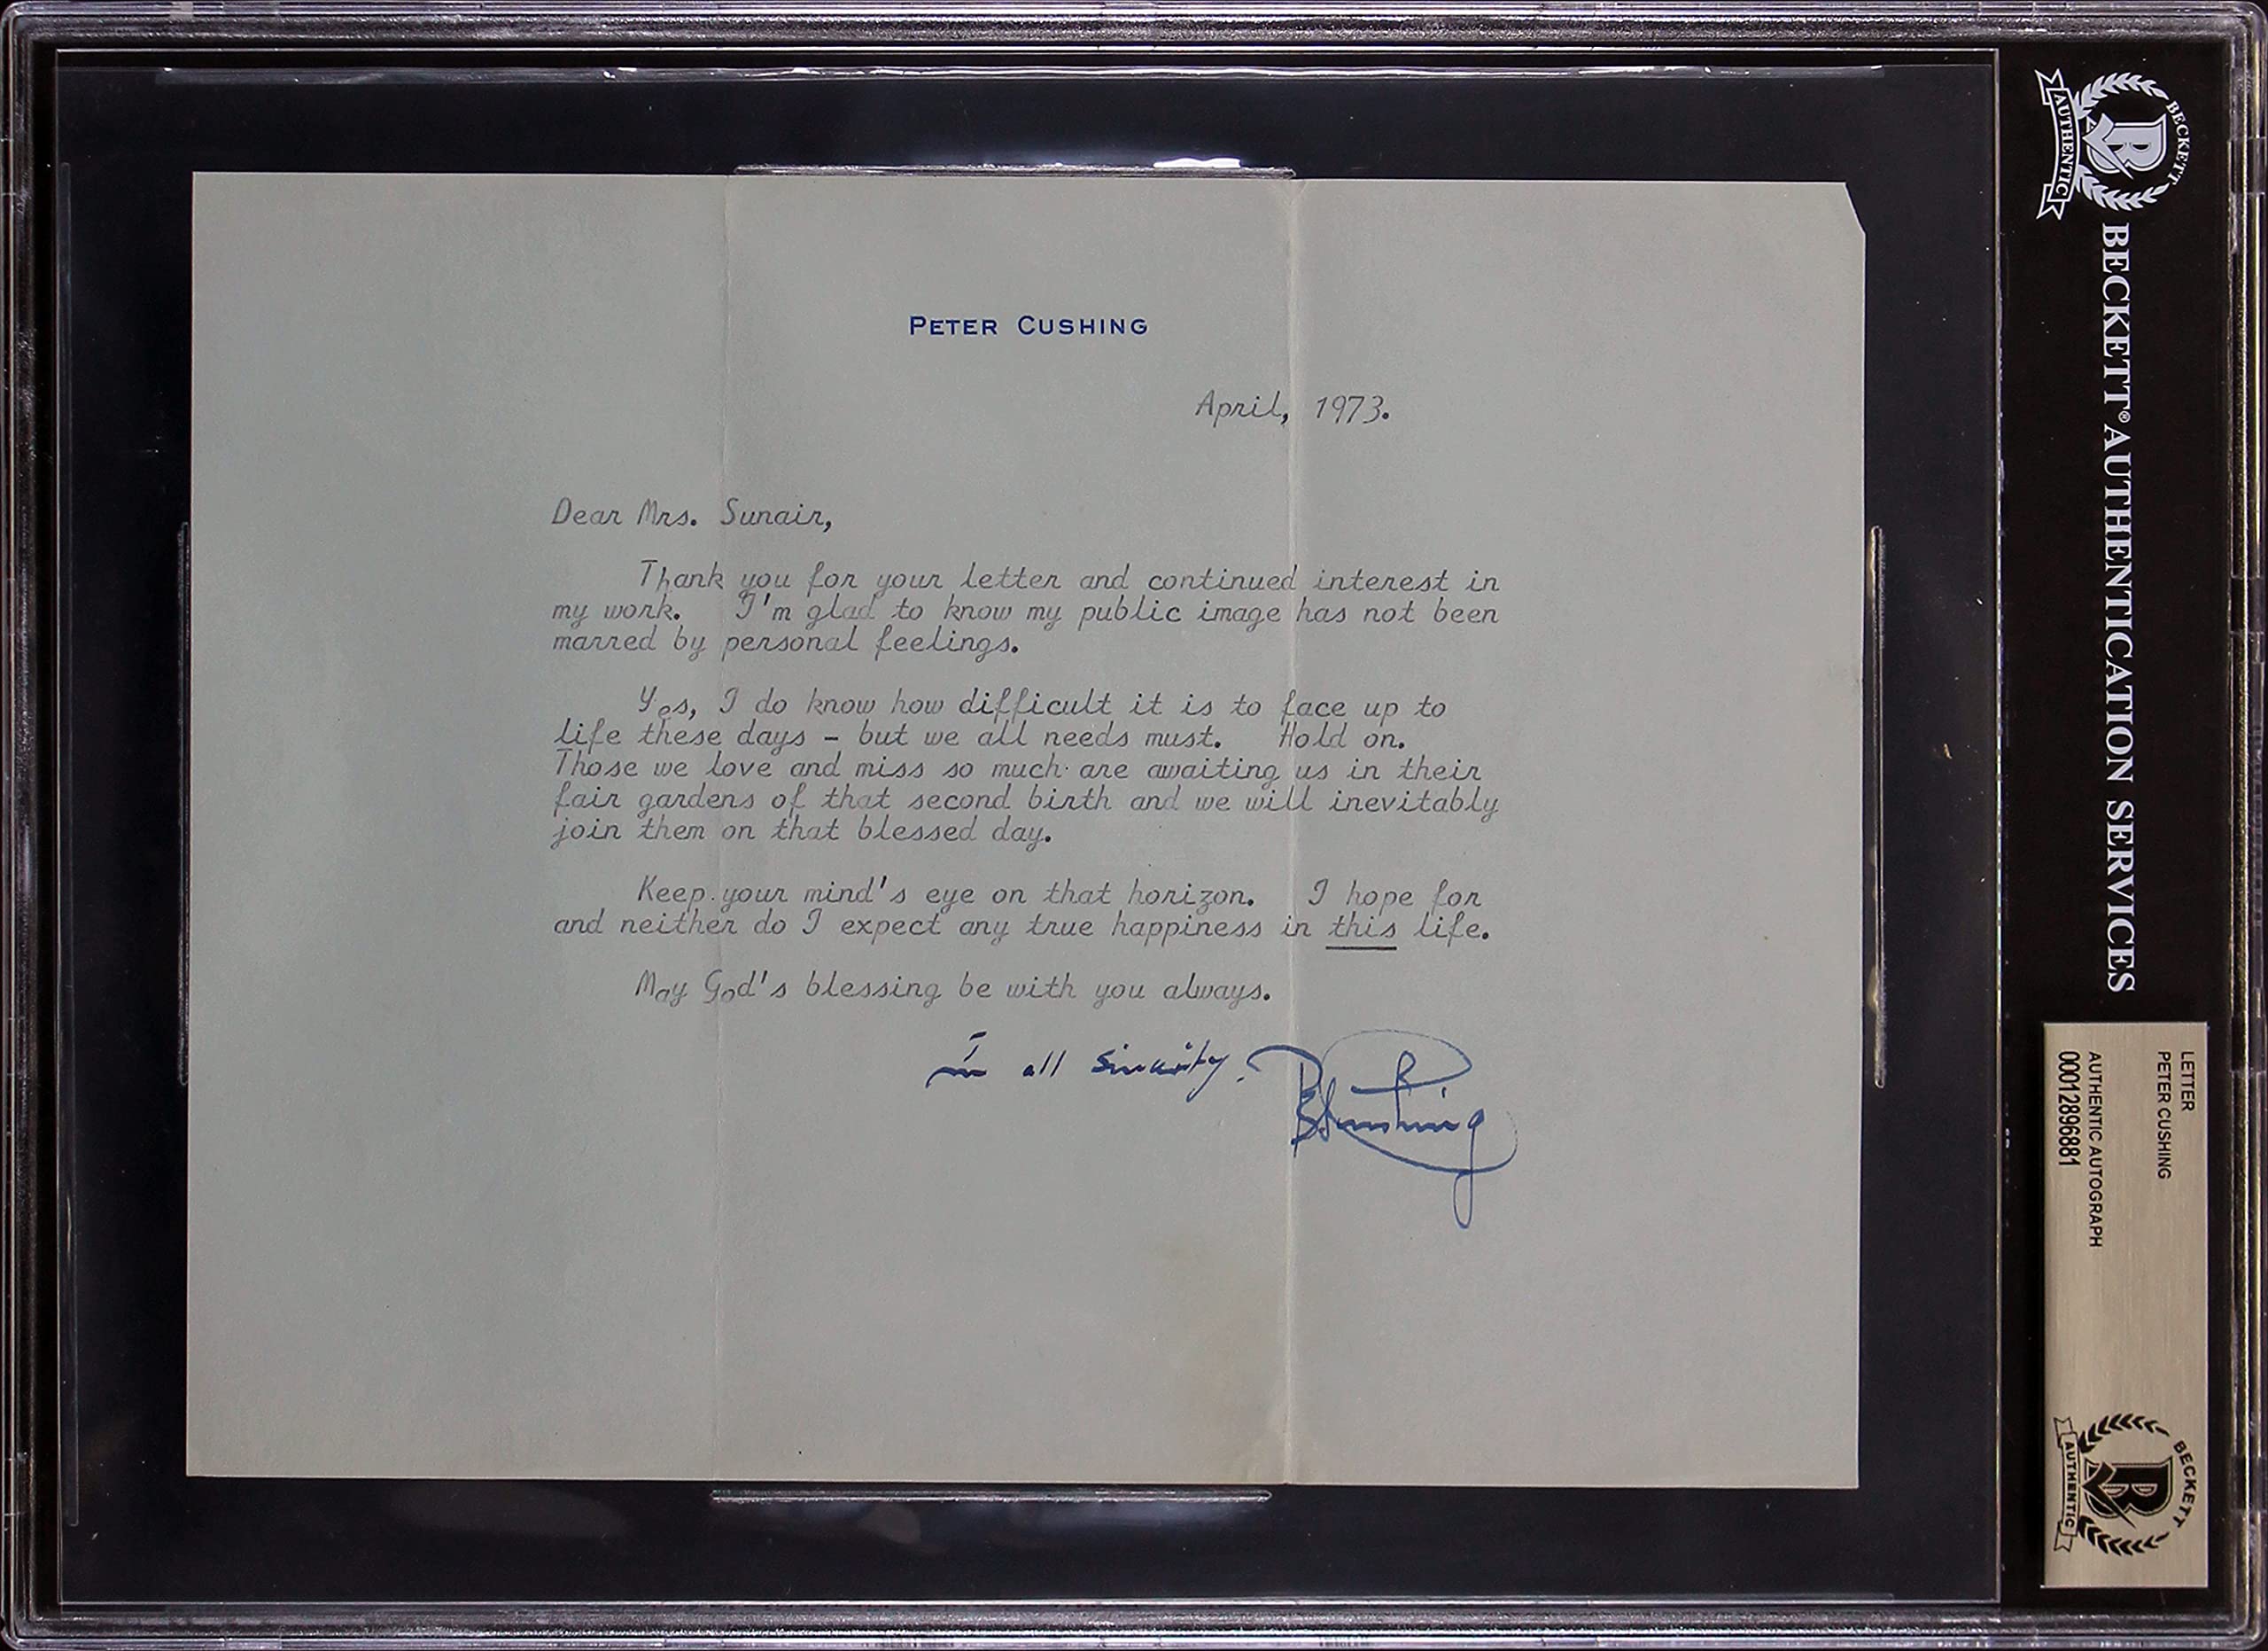 PETER CUSHING
April, 1973.
Dear Mrs. Sunair,
Thank you for your letter and continued interest in
my work. I'm glad to know my public image has not been
marred by personal feelings.
Yes, I do know how difficult it is to face up to
life these days - but we all needs must. Hold on.
Those we love and miss so much are awaiting us in their
fair gardens of that second birth and we will inevitably
join them on that blessed day.
Keep your mind's eye on that horizon. I hope for
and neither do I expect any true happiness in this life.
May God's blessing be with you always.
In all sincerity.
Peter Cushing
BECKETT
AUTHENTIC
BECKETT® AUTHENTICATION SERVICES
LETTER
PETER CUSHING
AUTHENTIC AUTOGRAPH
00012896881
BECKETT
AUTHENTIC